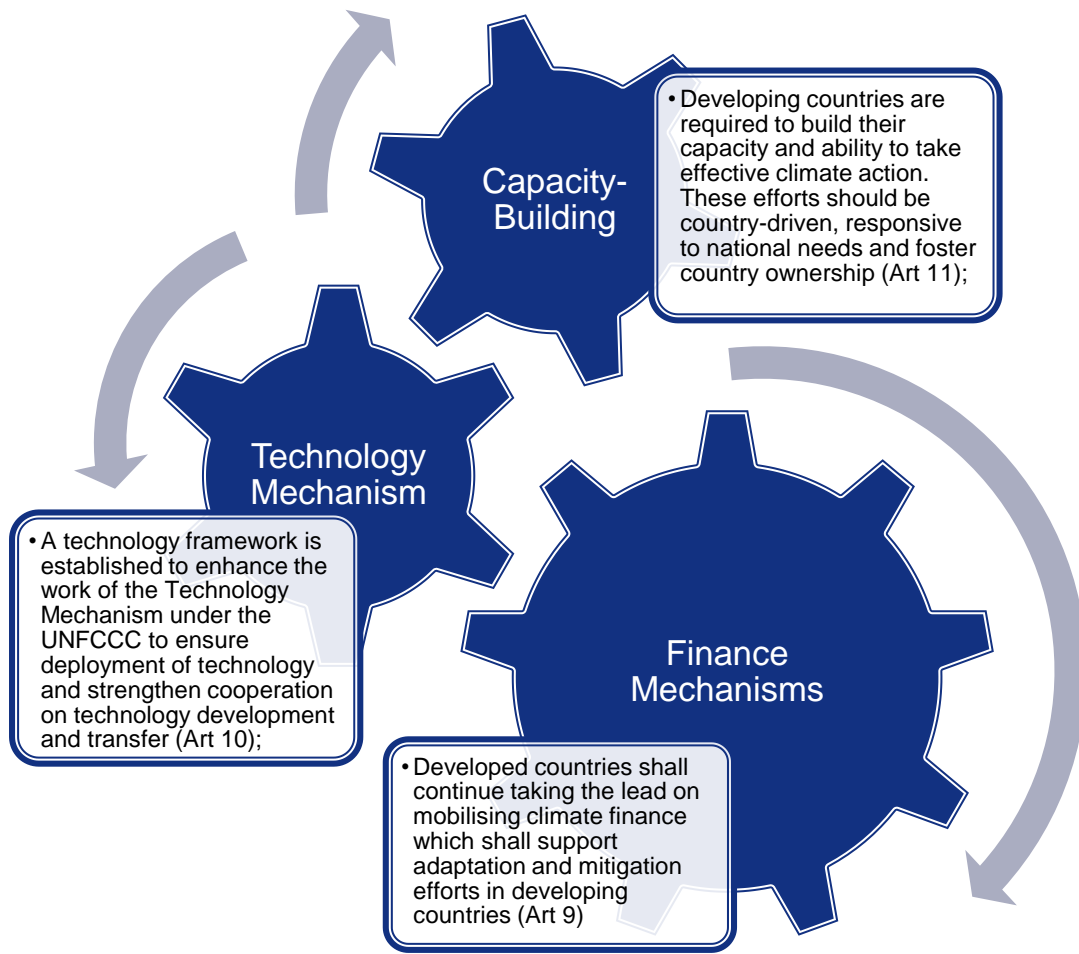 Capacity-
Building
• Developing countries are
required to build their
capacity and ability to take
effective climate action.
These efforts should be
country-driven, responsive
to national needs and foster
country ownership (Art 11);
Technology
Mechanism
• A technology framework is
established to enhance the
work of the Technology
Mechanism under the
UNFCCC to ensure
deployment of technology
and strengthen cooperation
on technology development
and transfer (Art 10);
Finance
Mechanisms
• Developed countries shall
continue taking the lead on
mobilising climate finance
which shall support
adaptation and mitigation
efforts in developing
countries (Art 9)